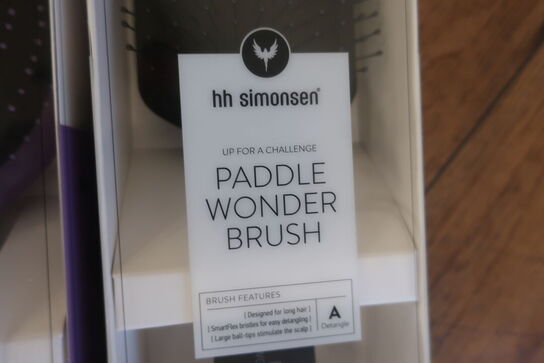 hh simonsen®
UP FOR A CHALLENGE
PADDLE
WONDER
BRUSH
BRUSH FEATURES
[ Designed for long hair ]
[ SmartFlex bristles for easy detangling ]
[ Large ball-tips stimulate the scalp ]
A
Detangle